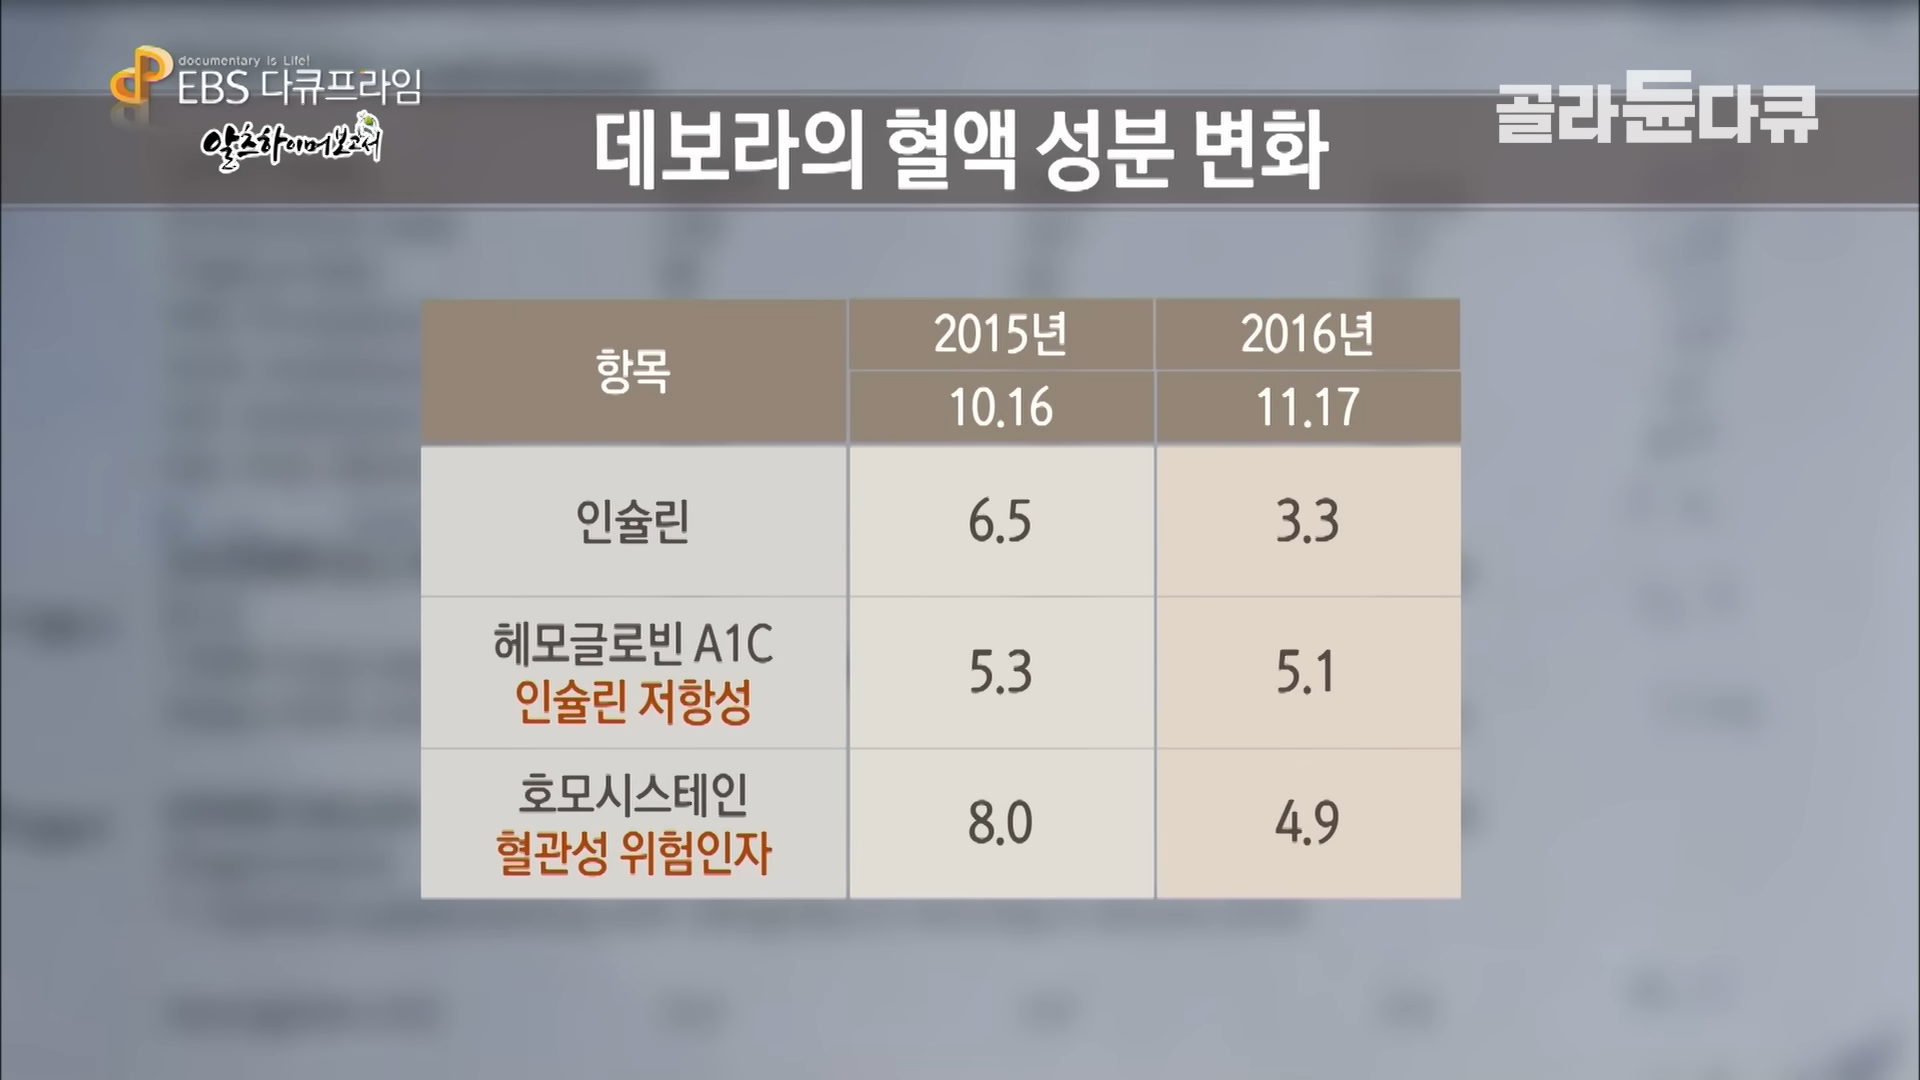 documentary is Life!
EBS 다큐프라임
알츠하이머 보고서
골라듄다큐
데보라의 혈액 성분 변화
항목
2015년
2016년
10.16
11.17
인슐린
6.5
3.3
헤모글로빈 A1C
인슐린 저항성
5.3
5.1
호모시스테인
혈관성 위험인자
8.0
4.9